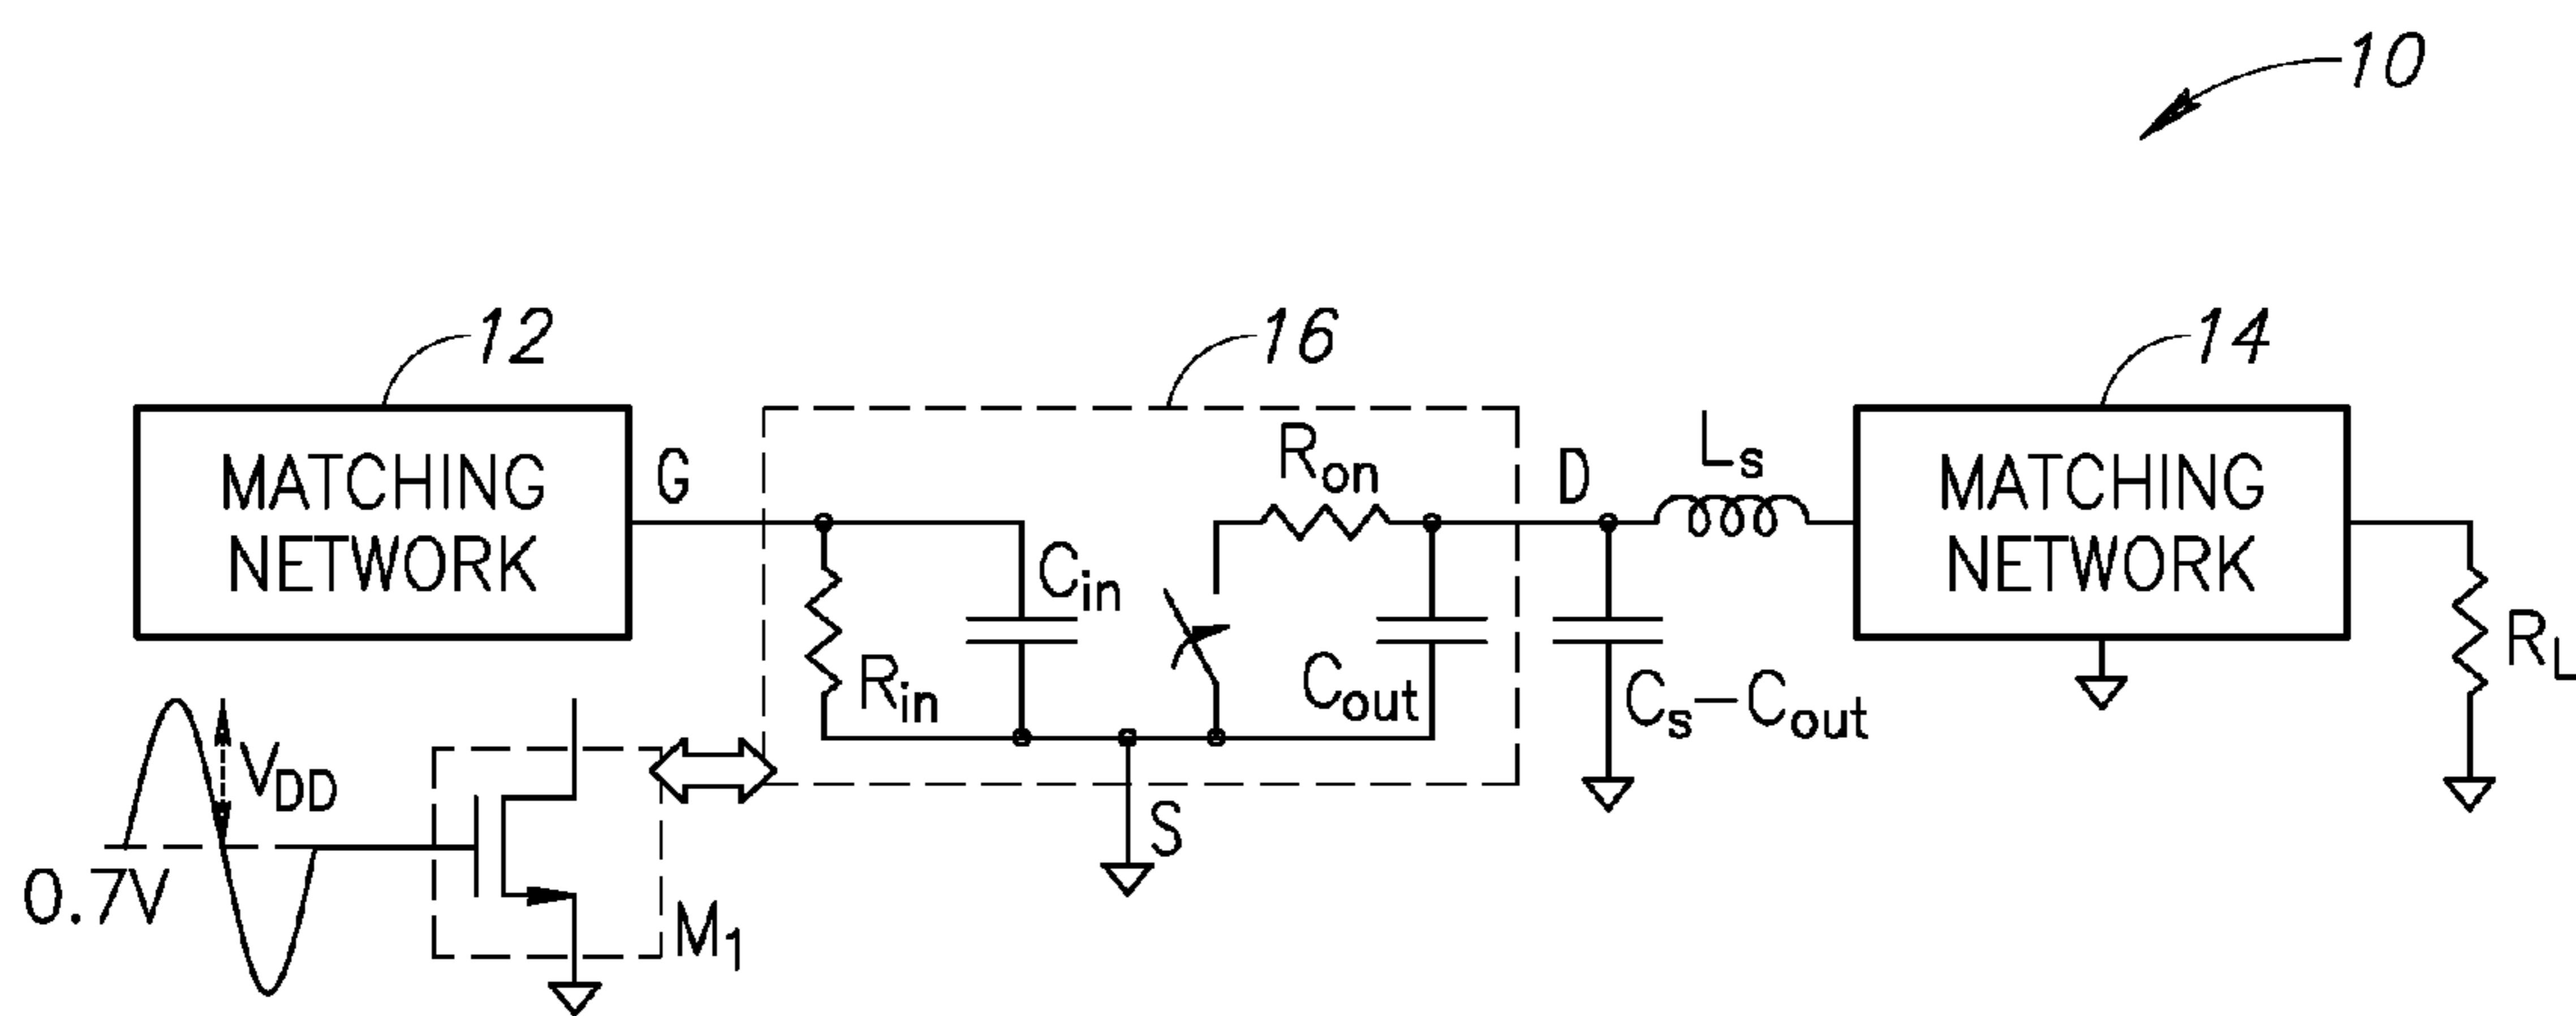 10
12
16
14
MATCHING
NETWORK
G
Rin
Cin
Ron
Cout
D
Ls
Cs–Cout
MATCHING
NETWORK
RL
S
VDD
0.7V
M1